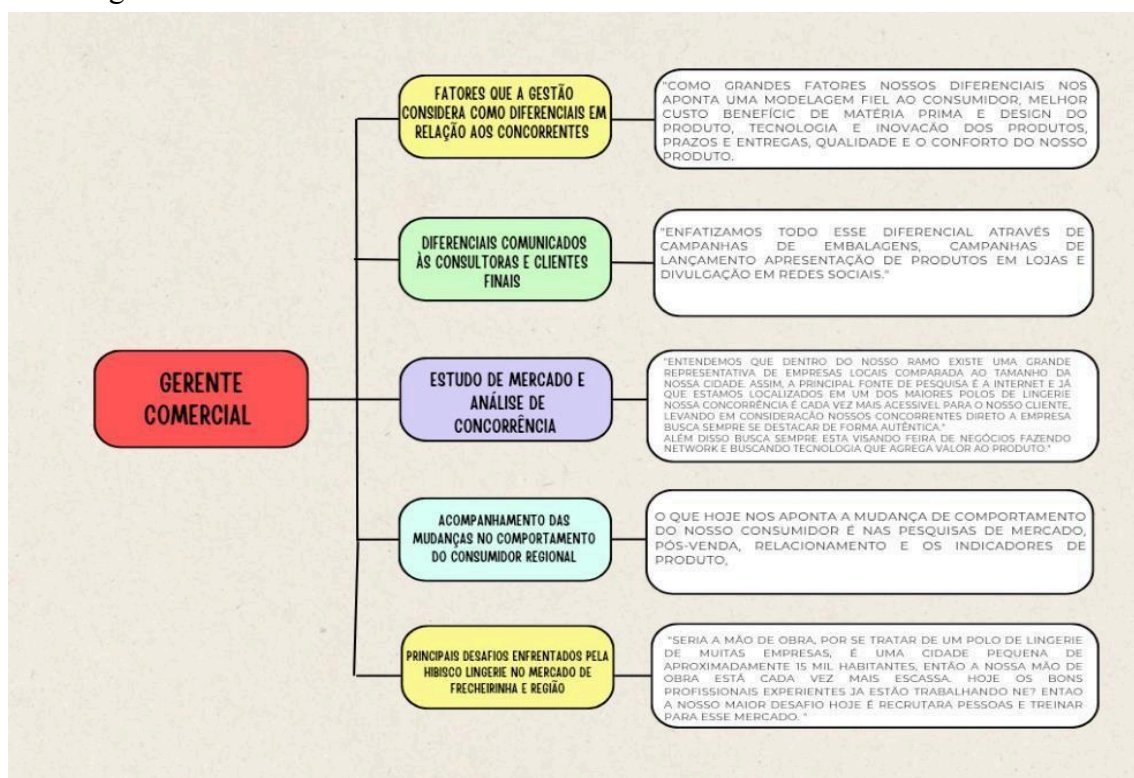 FATORES QUE A GESTÃO
CONSIDERA COMO DIFERENCIAIS EM
RELAÇÃO AOS CONCORRENTES
"COMO GRANDES FATORES NOSSOS DIFERENCIAIS NOS
APONTA UMA MODELAGEM FIEL AO CONSUMIDOR, MELHOR
CUSTO BENEFÍCIC DE MATÉRIA PRIMA E DESIGN DO
PRODUTO, TECNOLOGIA E INOVACÃO DOS PRODUTOS,
PRAZOS E ENTREGAS, QUALIDADE E O CONFORTO DO NOSSO
PRODUTO.
DIFERENCIAIS COMUNICADOS
ÀS CONSULTORAS E CLIENTES
FINAIS
"ENFATIZAMOS TODO ESSE DIFERENCIAL ATRAVÉS DE
CAMPANHAS DE EMBALAGENS, CAMPANHAS DE
LANÇAMENTO APRESENTAÇÃO DE PRODUTOS EM LOJAS E
DIVULGAÇÃO EM REDES SOCIAIS."
GERENTE
COMERCIAL
ESTUDO DE MERCADO E
ANÁLISE DE
CONCORRÊNCIA
"ENTENDEMOS QUE DENTRO DO NOSSO RAMO EXISTE UMA GRANDE
REPRESENTATIVA DE EMPRESAS LOCAIS COMPARADA AO TAMANHO DA
NOSSA CIDADE. ASSIM, A PRINCIPAL FONTE DE PESQUISA É A INTERNET E JÁ
QUE ESTAMOS LOCALIZADOS EM UM DOS MAIORES POLOS DE LINGERIE
NOSSA CONCORRÊNCIA É CADA VEZ MAIS ACESSIVEL PARA O NOSSO CLIENTE,
LEVANDO EM CONSIDERACÃO NOSSOS CONCORRENTES DIRETO A EMPRESA
BUSCA SEMPRE SE DESTACAR DE FORMA AUTÊNTICA."
ALÉM DISSO BUSCA SEMPRE ESTA VISANDO FEIRA DE NEGÓCIOS FAZENDO
NETWORK E BUSCANDO TECNOLOGIA QUE AGREGA VALOR AO PRODUTO."
ACOMPANHAMENTO DAS
MUDANÇAS NO COMPORTAMENTO
DO CONSUMIDOR REGIONAL
O QUE HOJE NOS APONTA A MUDANÇA DE COMPORTAMENTO
DO NOSSO CONSUMIDOR É NAS PESQUISAS DE MERCADO,
PÓS-VENDA, RELACIONAMENTO E OS INDICADORES DE
PRODUTO,
PRINCIPAIS DESAFIOS ENFRENTADOS PELA
HIBISCO LINGERIE NO MERCADO DE
FRECHEIRINHA E REGIÃO
"SERIA A MÃO DE OBRA, POR SE TRATAR DE UM POLO DE LINGERIE
DE MUITAS EMPRESAS, É UMA CIDADE PEQUENA DE
APROXIMADAMENTE 15 MIL HABITANTES, ENTÃO A NOSSA MÃO DE
OBRA ESTÁ CADA VEZ MAIS ESCASSA. HOJE OS BONS
PROFISSIONAIS EXPERIENTES JA ESTÃO TRABALHANDO NE? ENTAO
A NOSSO MAIOR DESAFIO HOJE É RECRUTARA PESSOAS E TREINAR
PARA ESSE MERCADO. "